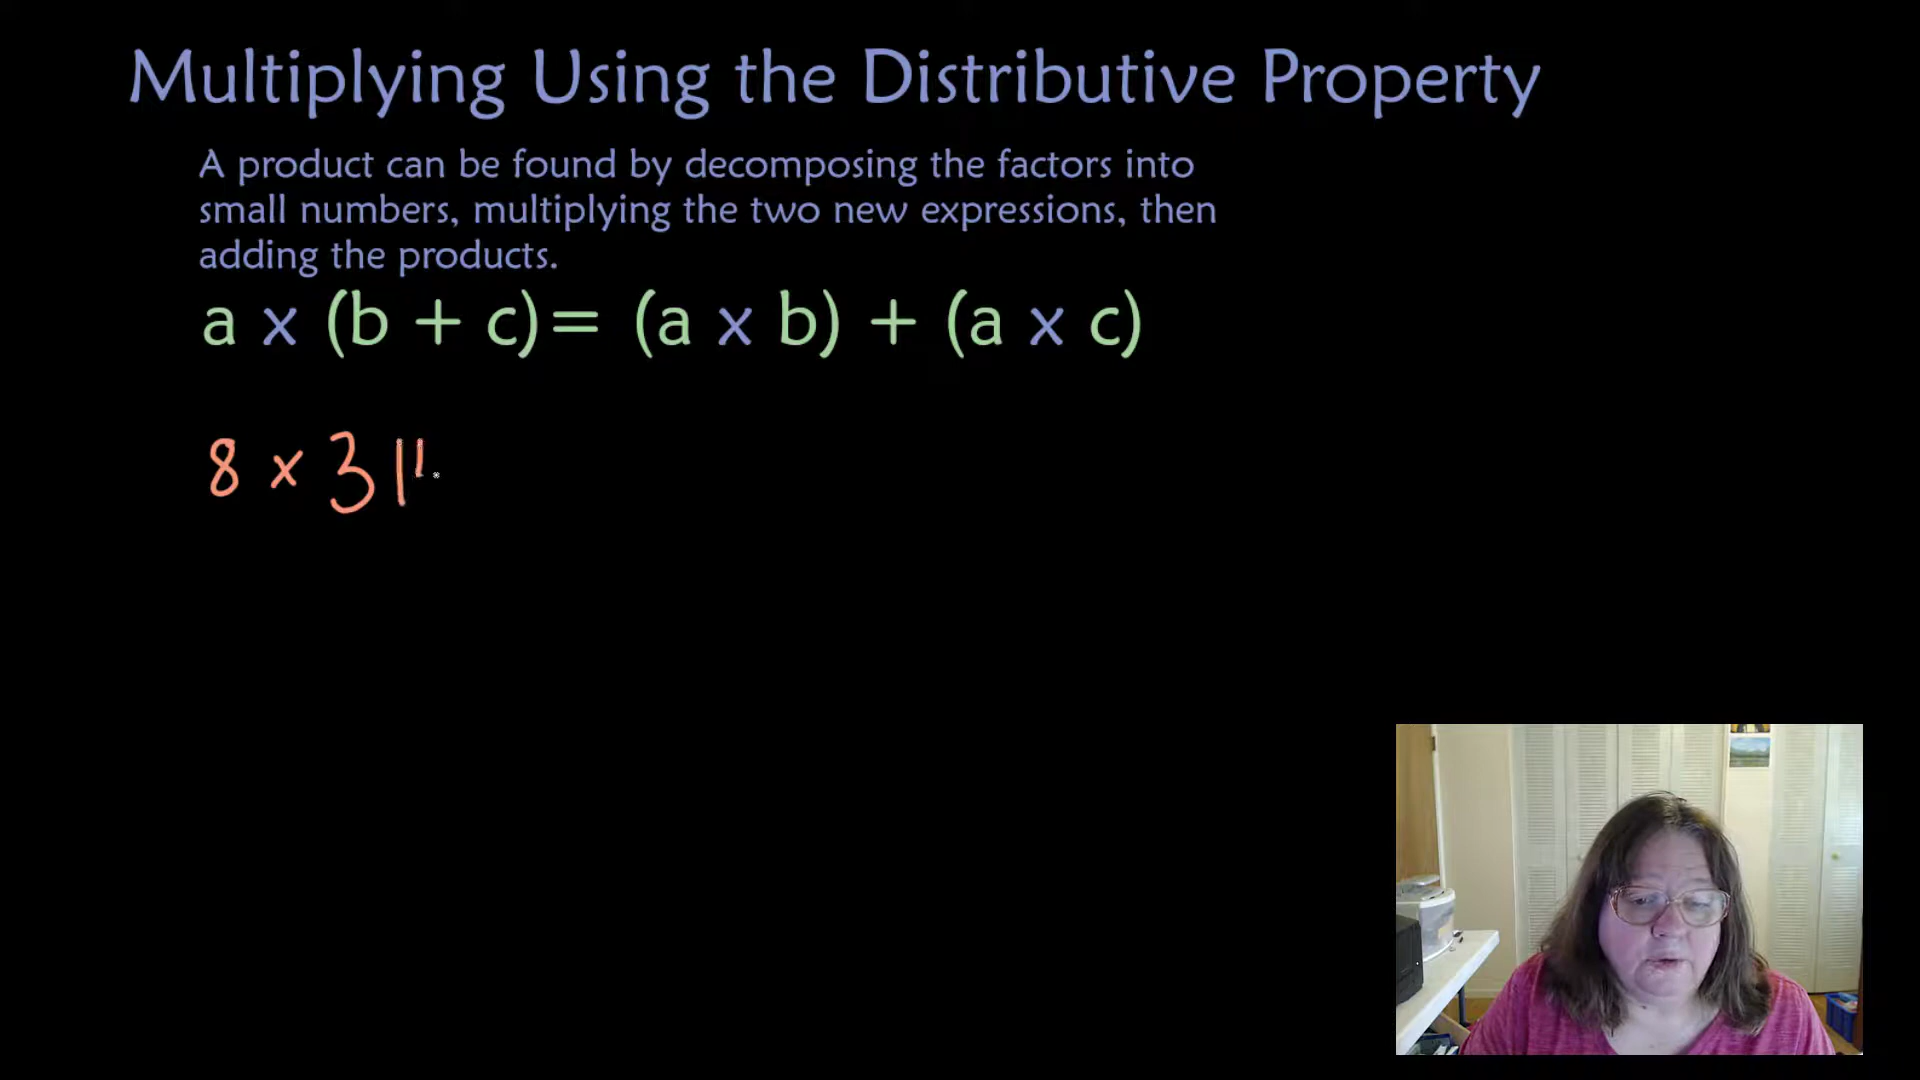 Multiplying Using the Distributive Property
A product can be found by decomposing the factors into
small numbers, multiplying the two new expressions, then
adding the products.
a x (b + c)= (a x b) + (a x c)
8 x 31